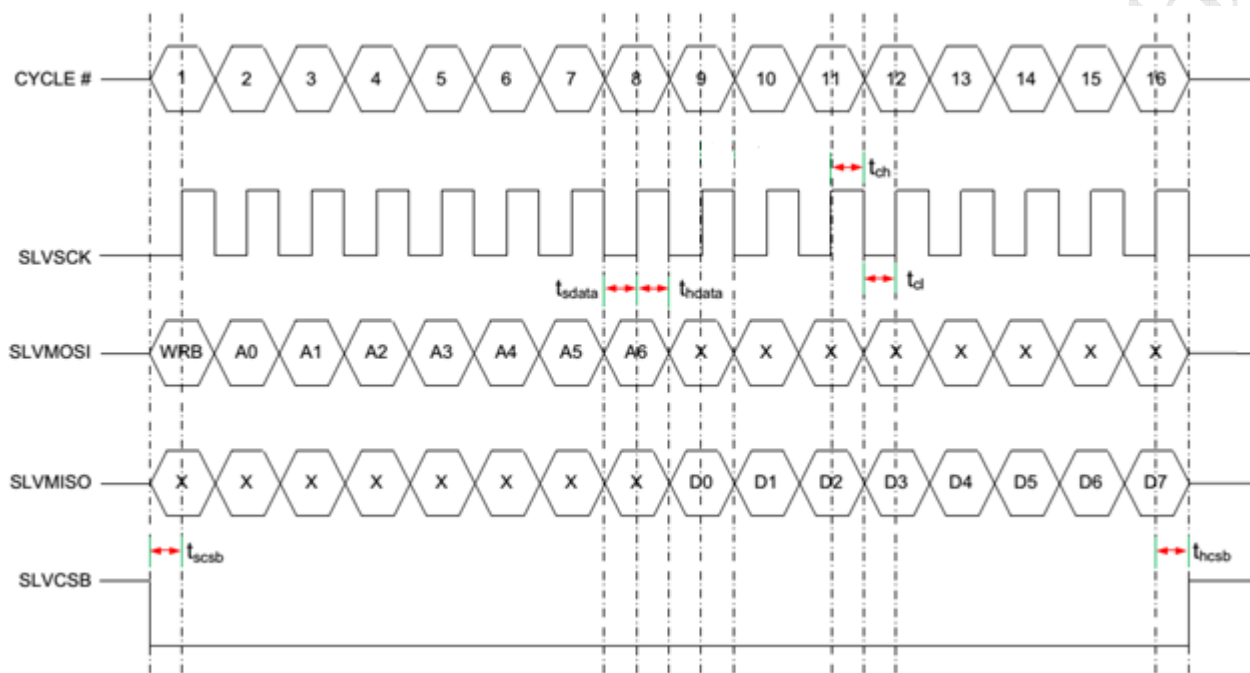 CYCLE # 1 2 3 4 5 6 7 8 9 10 11 12 13 14 15 16
tch
SLVSCK
tsdata thdata tcl
SLVMOSI WRB A0 A1 A2 A3 A4 A5 A6 X X X X X X X X
SLVMISO X X X X X X X X D0 D1 D2 D3 D4 D5 D6 D7
tscsb thcsb
SLVCSB